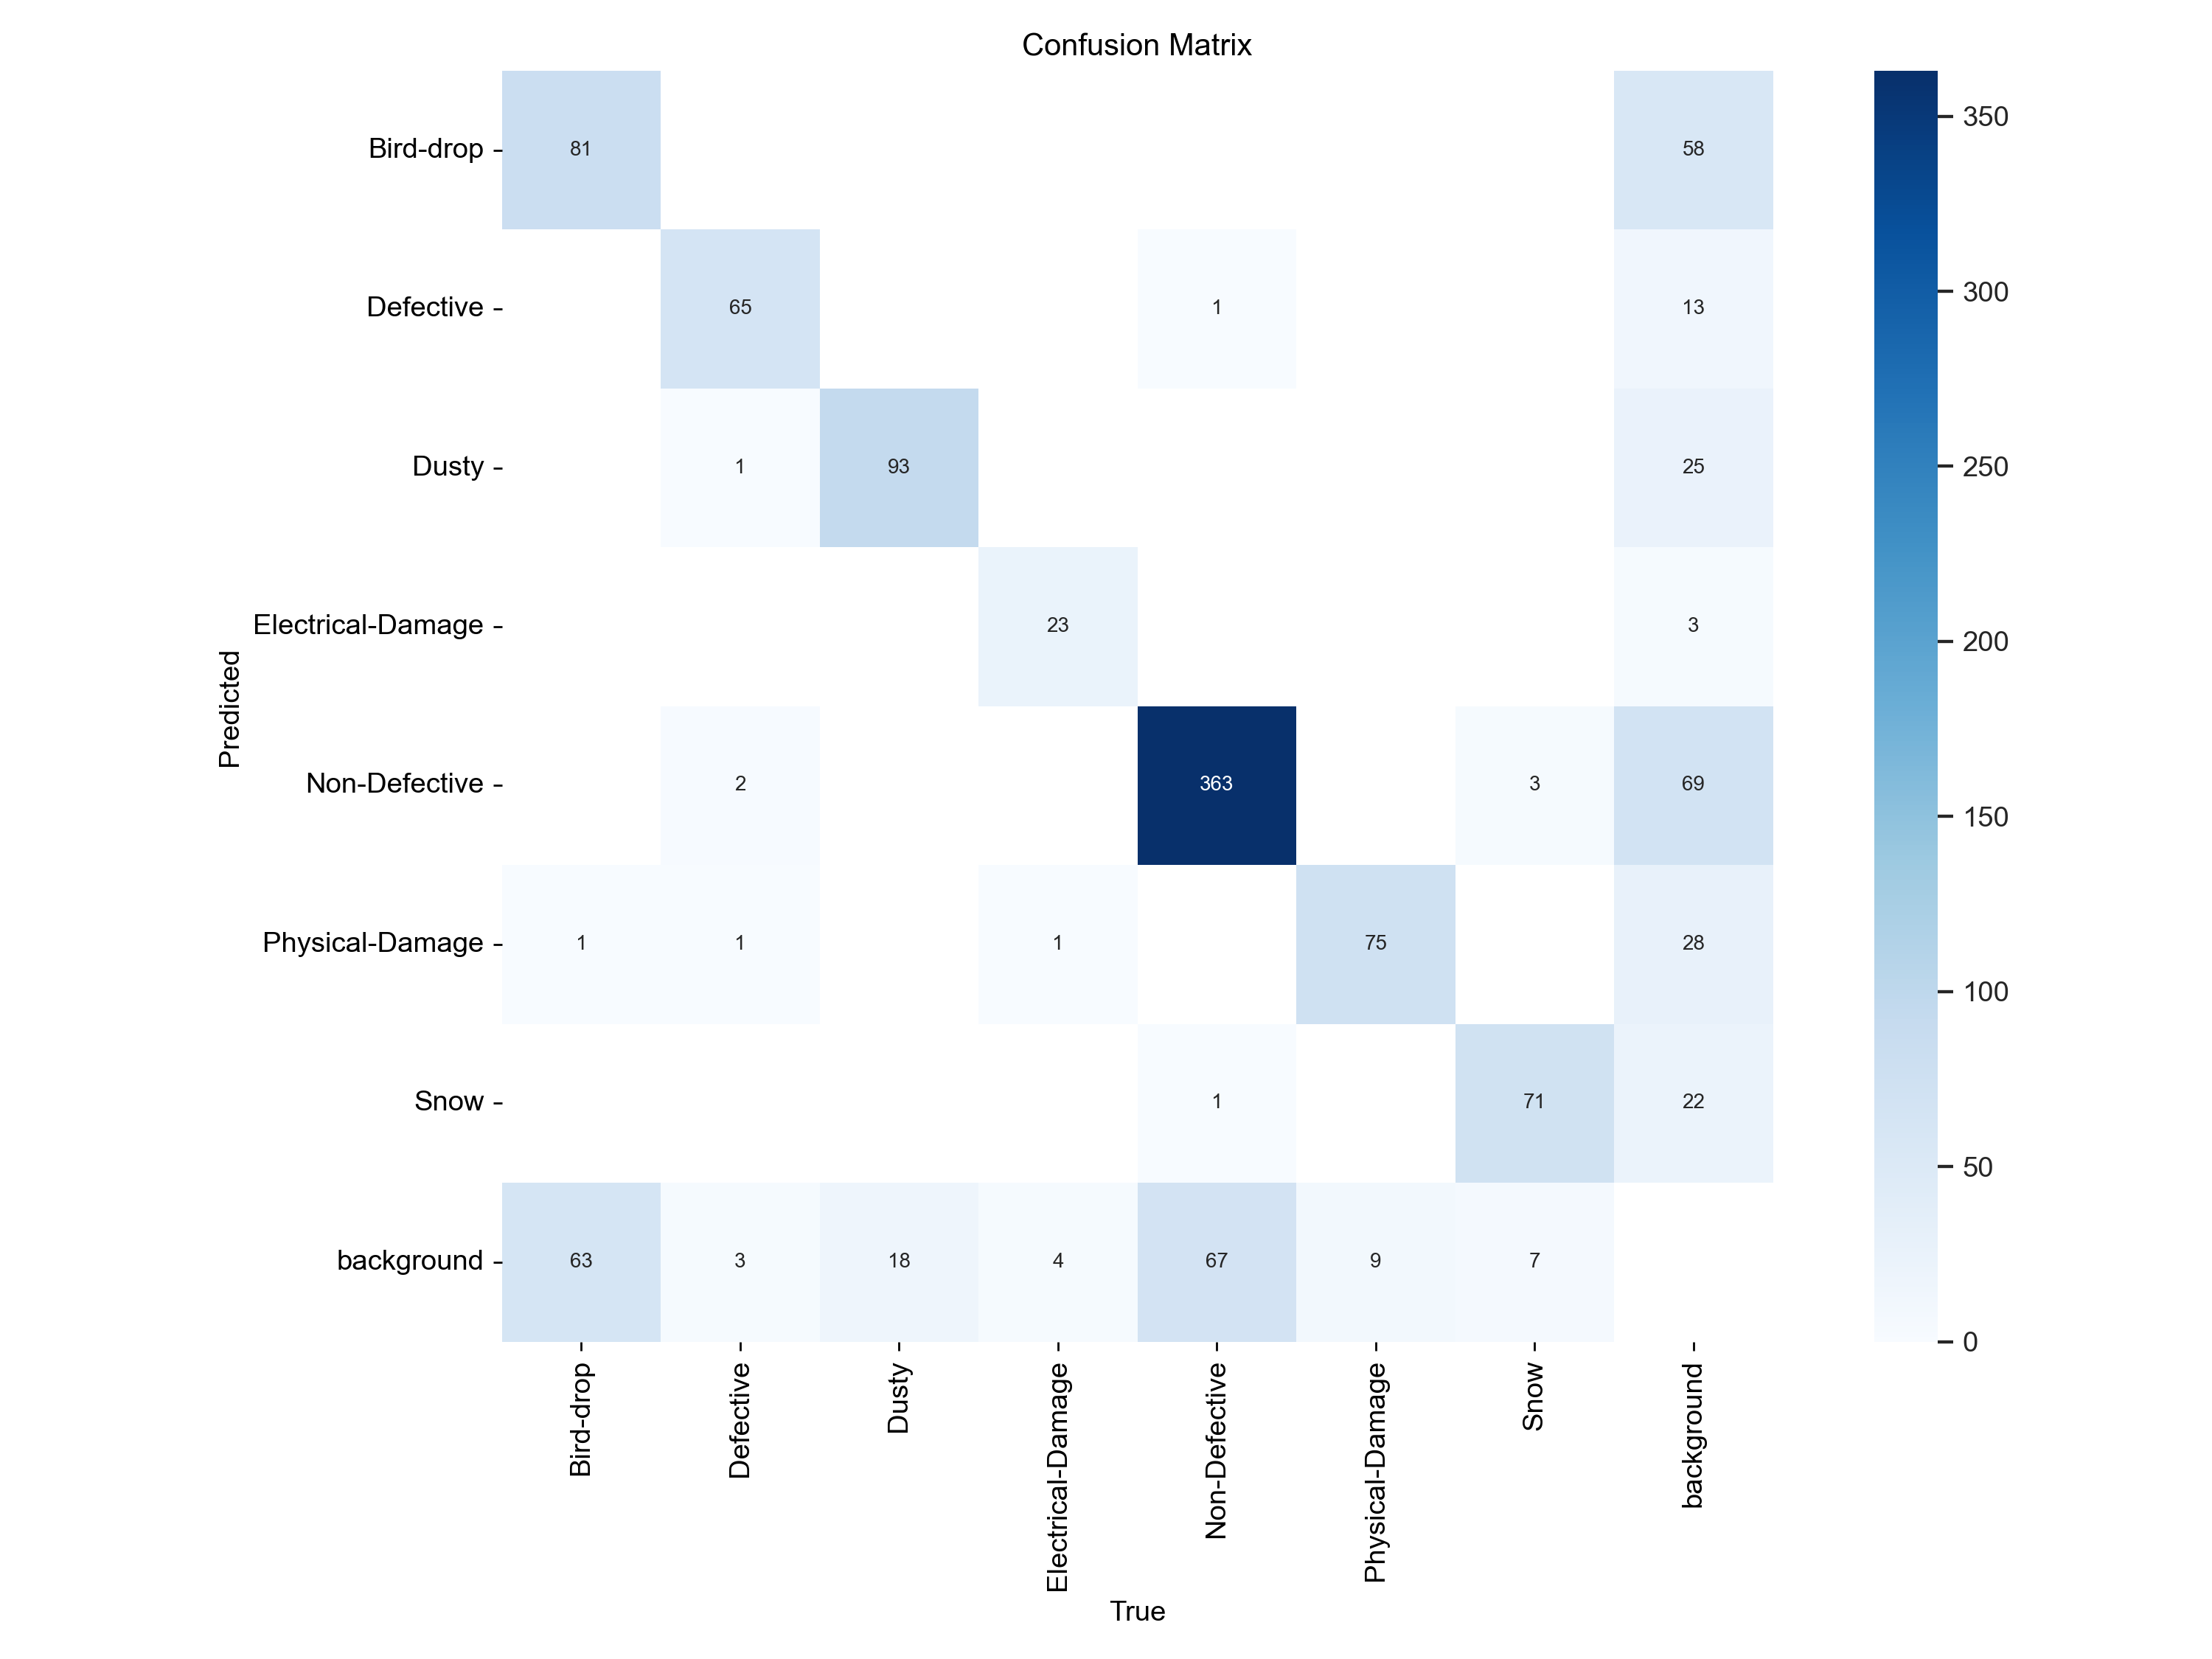 Confusion Matrix
Bird-drop 81 58
Defective 65 1 13
Dusty 1 93 25
Electrical-Damage 23 3
Non-Defective 2 363 3 69
Physical-Damage 1 1 1 75 28
Snow 1 71 22
background 63 3 18 4 67 9 7
Predicted
Bird-drop Defective Dusty Electrical-Damage Non-Defective Physical-Damage Snow background
True
350
300
250
200
150
100
50
0